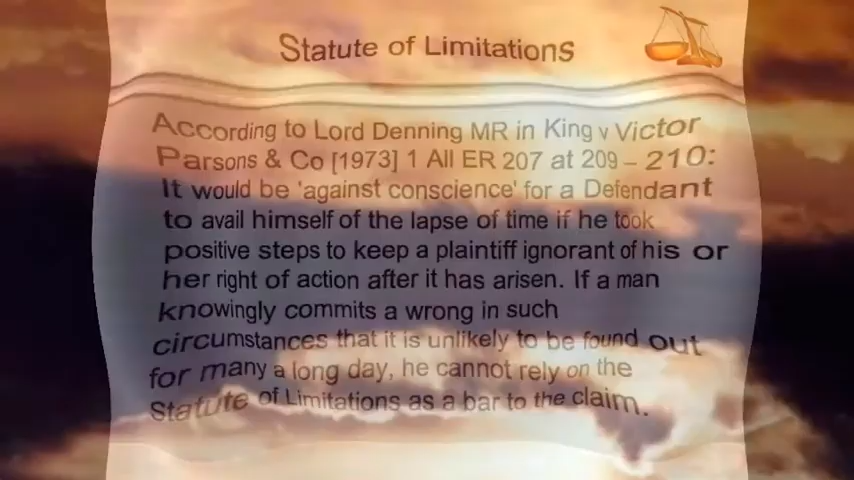 Statute of Limitations
According to Lord Denning MR in King v Victor
Parsons & Co [1973] 1 All ER 207 at 209 – 210:
It would be 'against conscience' for a Defendant
to avail himself of the lapse of time if he took
positive steps to keep a plaintiff ignorant of his or
her right of action after it has arisen. If a man
knowingly commits a wrong in such
circumstances that it is unlikely to be found out
for many a long day, he cannot rely on the
Statute of Limitations as a bar to the claim.